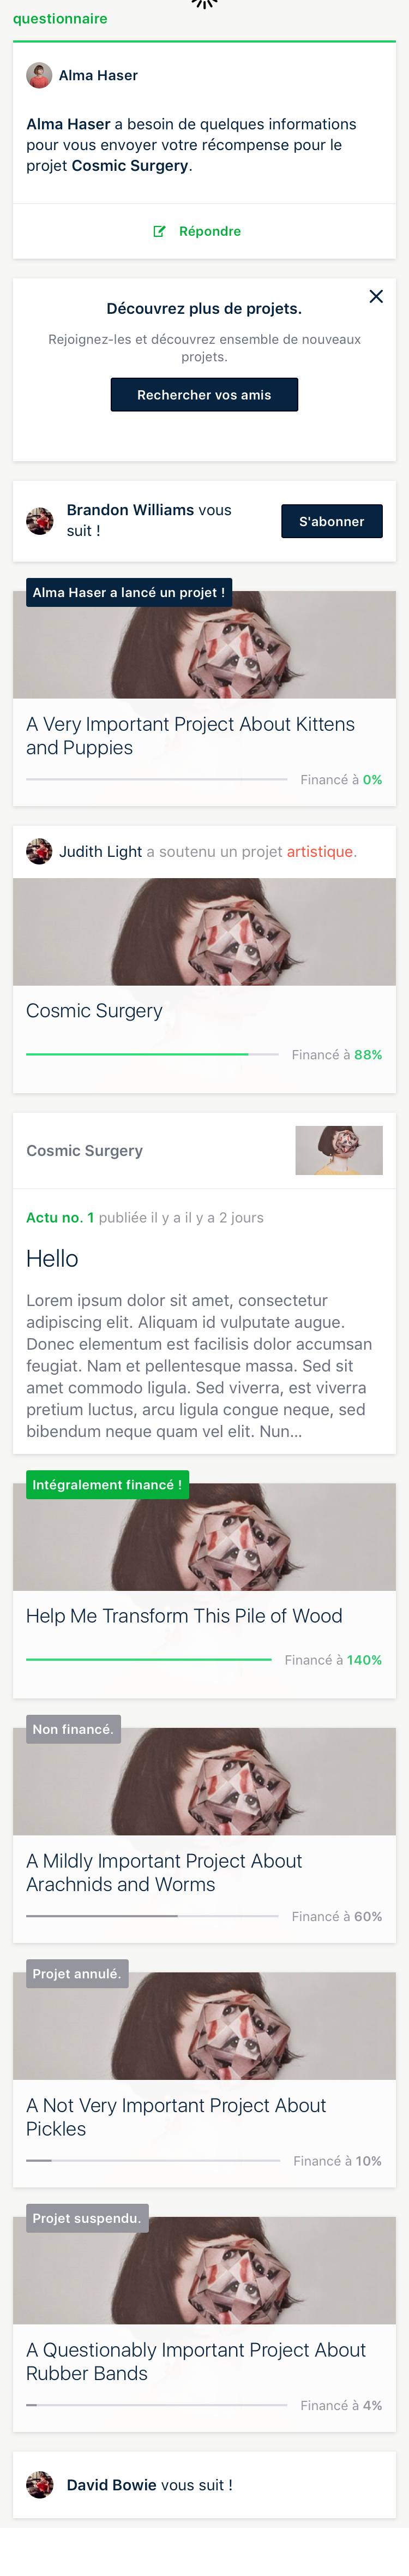 questionnaire
Alma Haser
Alma Haser a besoin de quelques informations
pour vous envoyer votre récompense pour le
projet Cosmic Surgery.
Répondre
Découvrez plus de projets.
Rejoignez-les et découvrez ensemble de nouveaux
projets.
Rechercher vos amis
Brandon Williams vous
suit !
S'abonner
Alma Haser a lancé un projet !
A Very Important Project About Kittens
and Puppies
Financé à 0%
Judith Light a soutenu un projet artistique.
Cosmic Surgery
Financé à 88%
Cosmic Surgery
Actu no. 1 publiée il y a il y a 2 jours
Hello
Lorem ipsum dolor sit amet, consectetur
adipiscing elit. Aliquam id vulputate augue.
Donec elementum est facilisis dolor accumsan
feugiat. Nam et pellentesque massa. Sed sit
amet commodo ligula. Sed viverra, est viverra
pretium luctus, arcu ligula congue neque, sed
bibendum neque quam vel elit. Nun...
Intégralement financé !
Help Me Transform This Pile of Wood
Financé à 140%
Non financé.
A Mildly Important Project About
Arachnids and Worms
Financé à 60%
Projet annulé.
A Not Very Important Project About
Pickles
Financé à 10%
Projet suspendu.
A Questionably Important Project About
Rubber Bands
Financé à 4%
David Bowie vous suit !